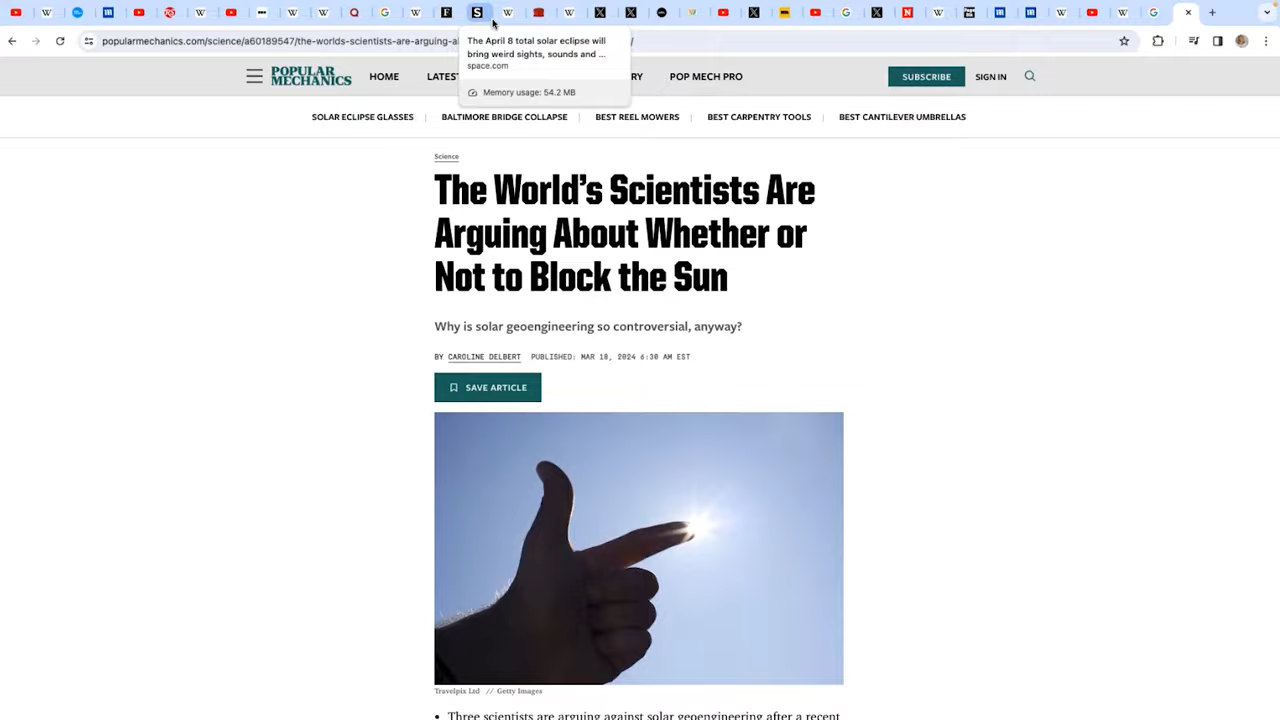 popularmechanics.com/science/a60189547/the-worlds-scientists-are-arguing-a
The April 8 total solar eclipse will
bring weird sights, sounds and ...
space.com
Memory usage: 54.2 MB
POPULAR
MECHANICS
HOME
POP MECH PRO
SUBSCRIBE
SIGN IN
SOLAR ECLIPSE GLASSES
BALTIMORE BRIDGE COLLAPSE
BEST REEL MOWERS
BEST CARPENTRY TOOLS
BEST CANTILEVER UMBRELLAS
Science
The World's Scientists Are
Arguing About Whether or
Not to Block the Sun
Why is solar geoengineering so controversial, anyway?
BY CAROLINE DELBERT PUBLISHED: MAR 18, 2024 6:30 AM EST
SAVE ARTICLE
Travelpix Ltd // Getty Images
• Three scientists are arguing against solar geoengineering after a recent